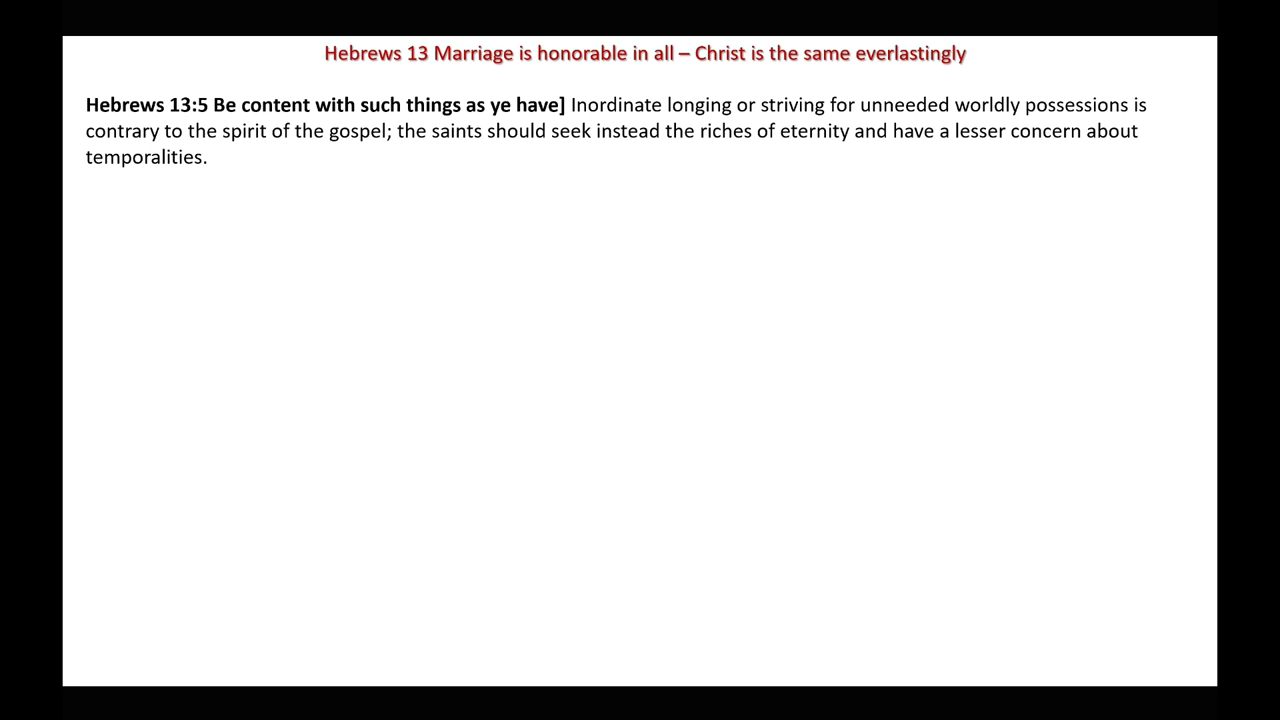 Hebrews 13 Marriage is honorable in all – Christ is the same everlastingly
Hebrews 13:5 Be content with such things as ye have] Inordinate longing or striving for unneeded worldly possessions is
contrary to the spirit of the gospel; the saints should seek instead the riches of eternity and have a lesser concern about
temporalities.